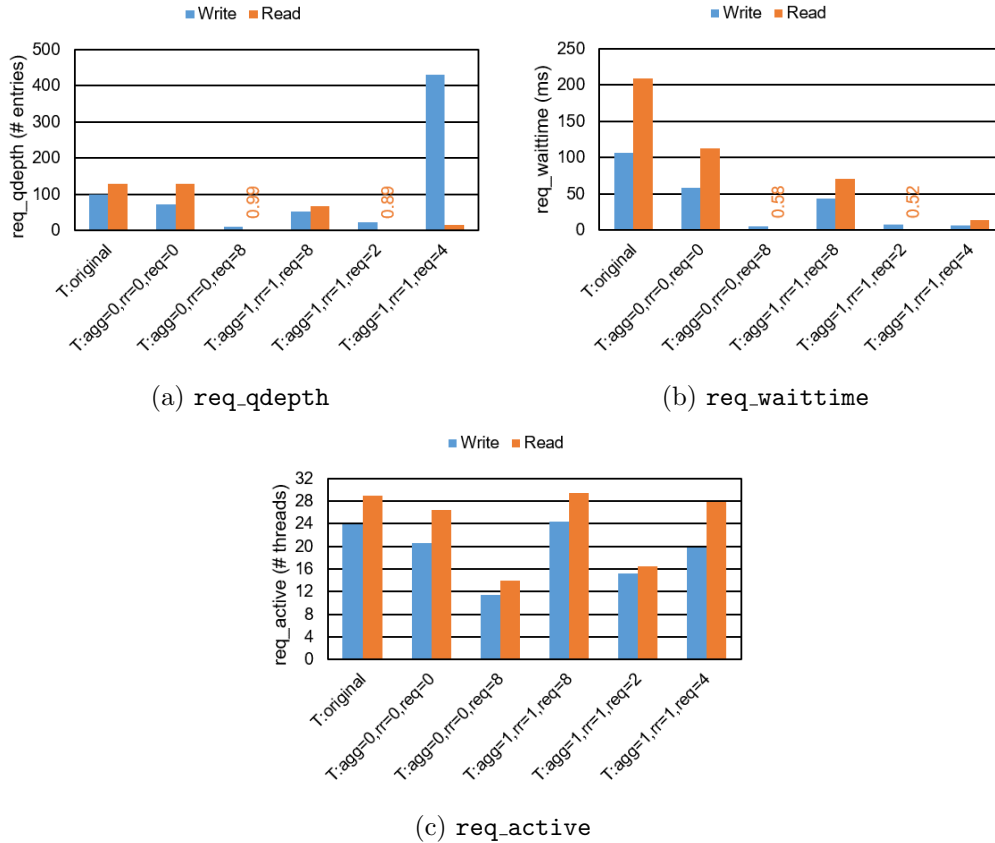 Write Read
500
400
300
200
100
0
req_qdepth (# entries)
0.99
0.89
T:original
T:agg=0,rr=0,req=0
T:agg=0,rr=0,req=8
T:agg=1,rr=1,req=8
T:agg=1,rr=1,req=2
T:agg=1,rr=1,req=4
(a) req_qdepth
Write Read
250
200
150
100
50
0
req_waittime (ms)
0.58
0.52
T:original
T:agg=0,rr=0,req=0
T:agg=0,rr=0,req=8
T:agg=1,rr=1,req=8
T:agg=1,rr=1,req=2
T:agg=1,rr=1,req=4
(b) req_waittime
Write Read
32
28
24
20
16
12
8
4
0
req_active (# threads)
T:original
T:agg=0,rr=0,req=0
T:agg=0,rr=0,req=8
T:agg=1,rr=1,req=8
T:agg=1,rr=1,req=2
T:agg=1,rr=1,req=4
(c) req_active